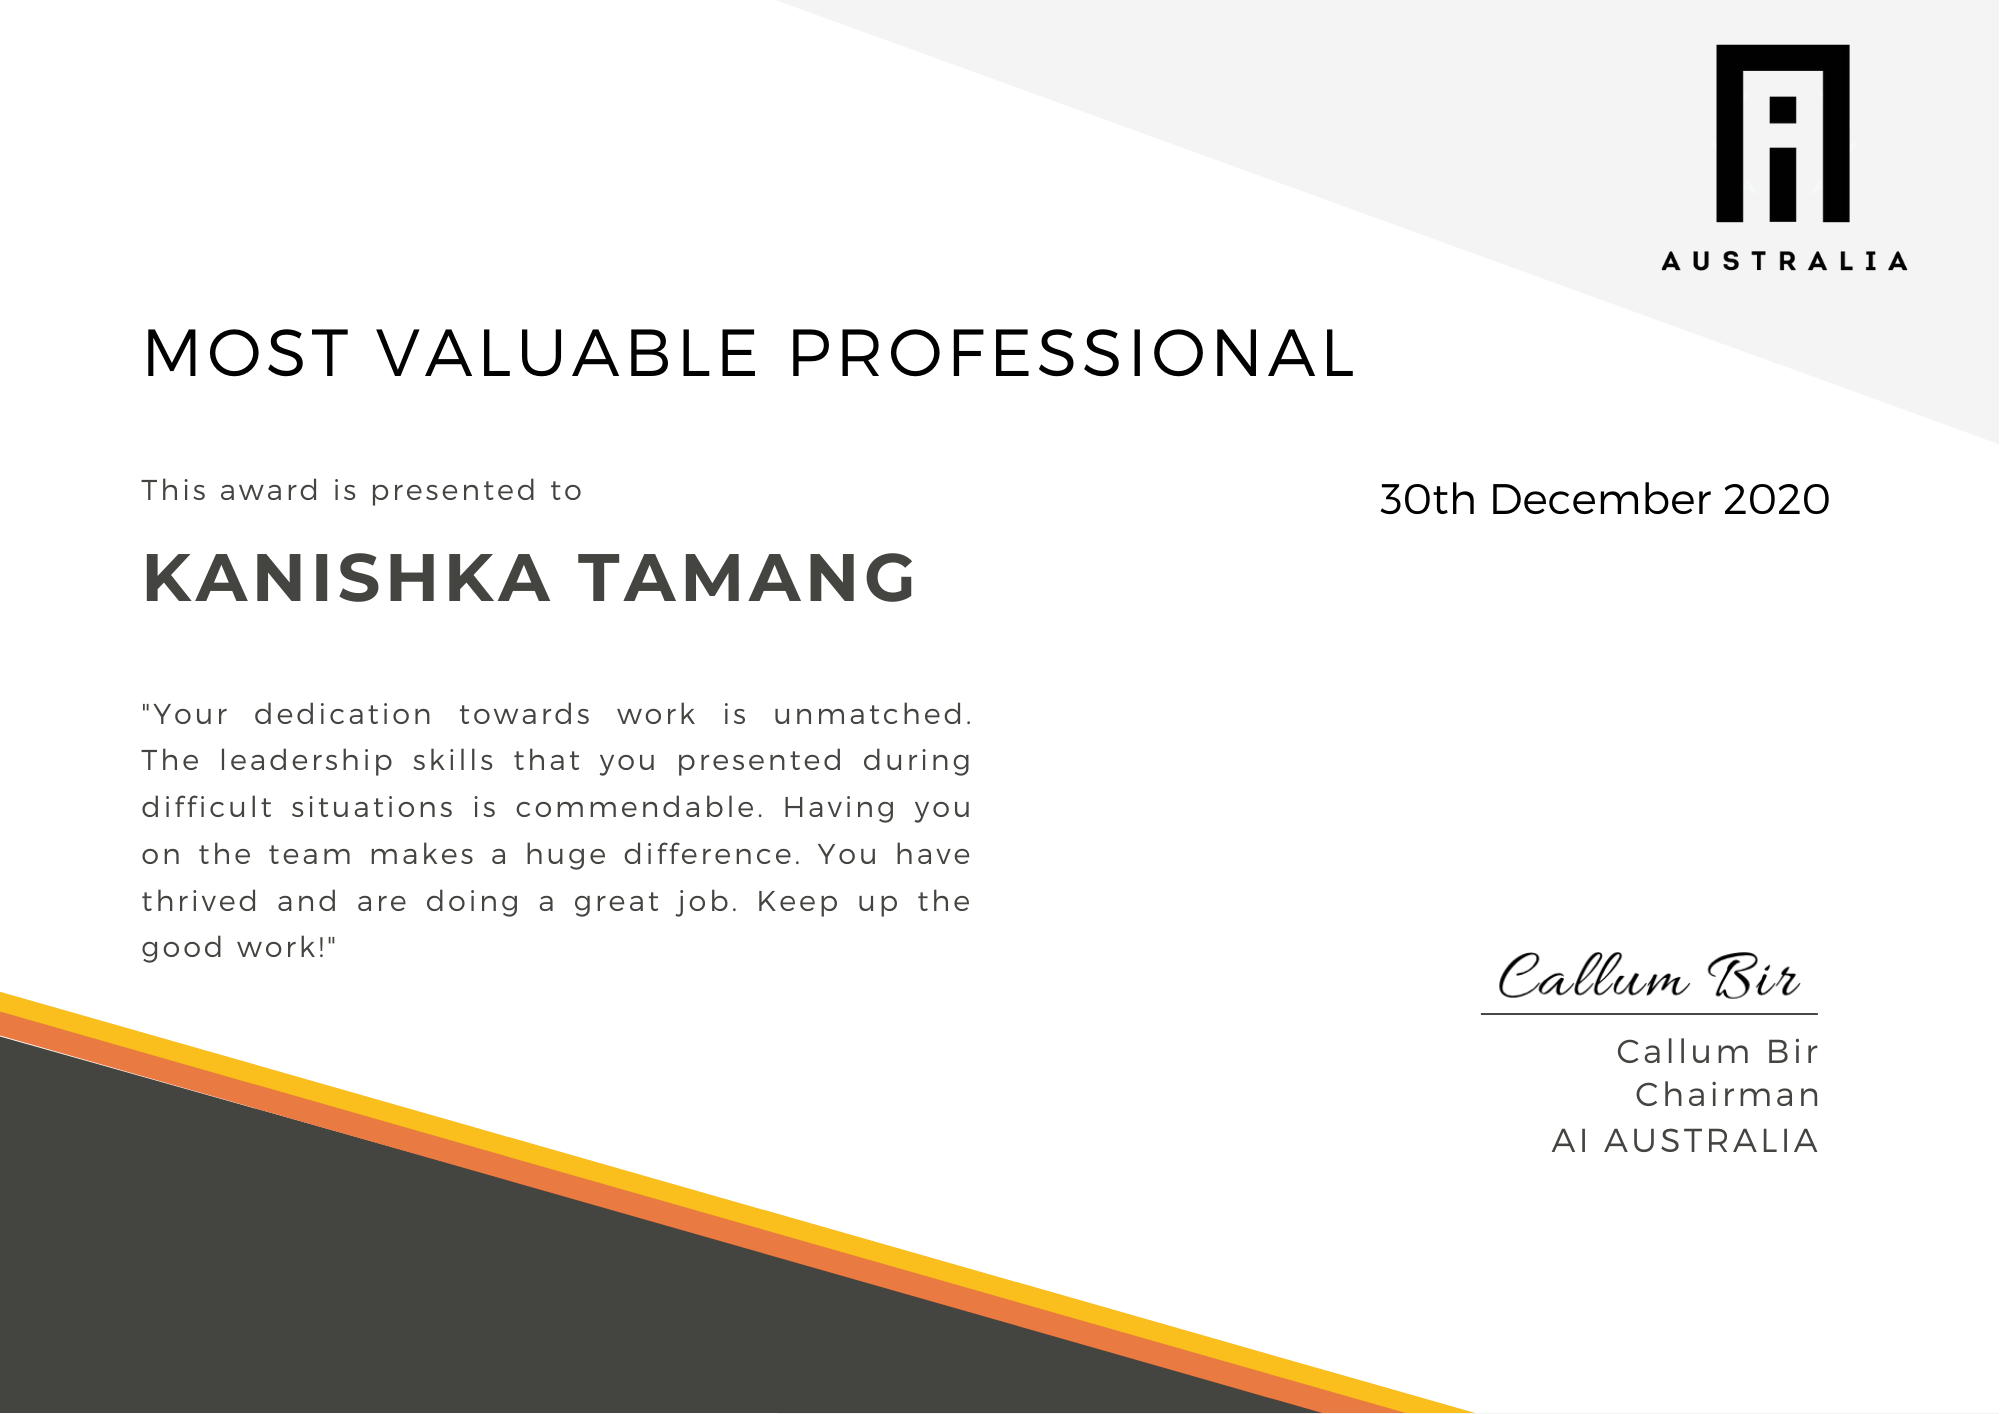 Ai
AUSTRALIA
MOST VALUABLE PROFESSIONAL
This award is presented to
30th December 2020
KANISHKA TAMANG
"Your dedication towards work is unmatched.
The leadership skills that you presented during
difficult situations is commendable. Having you
on the team makes a huge difference. You have
thrived and are doing a great job. Keep up the
good work!"
Callum Bir
Callum Bir
Chairman
AI AUSTRALIA